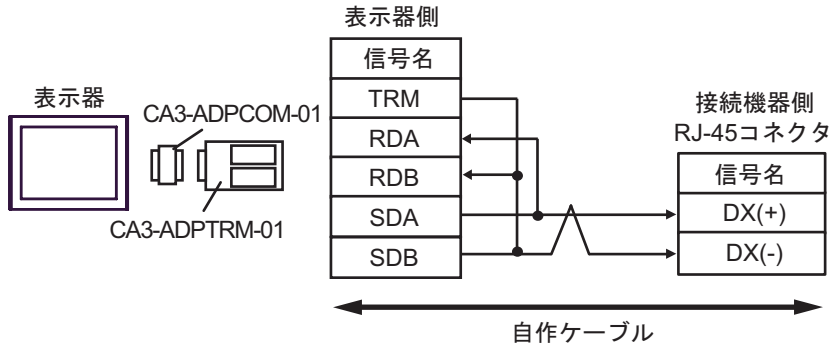 表示器
CA3-ADPCOM-01
CA3-ADPTRM-01
表示器側
信号名
TRM
RDA
RDB
SDA
SDB
接続機器側
RJ-45コネクタ
信号名
DX(+)
DX(-)
自作ケーブル